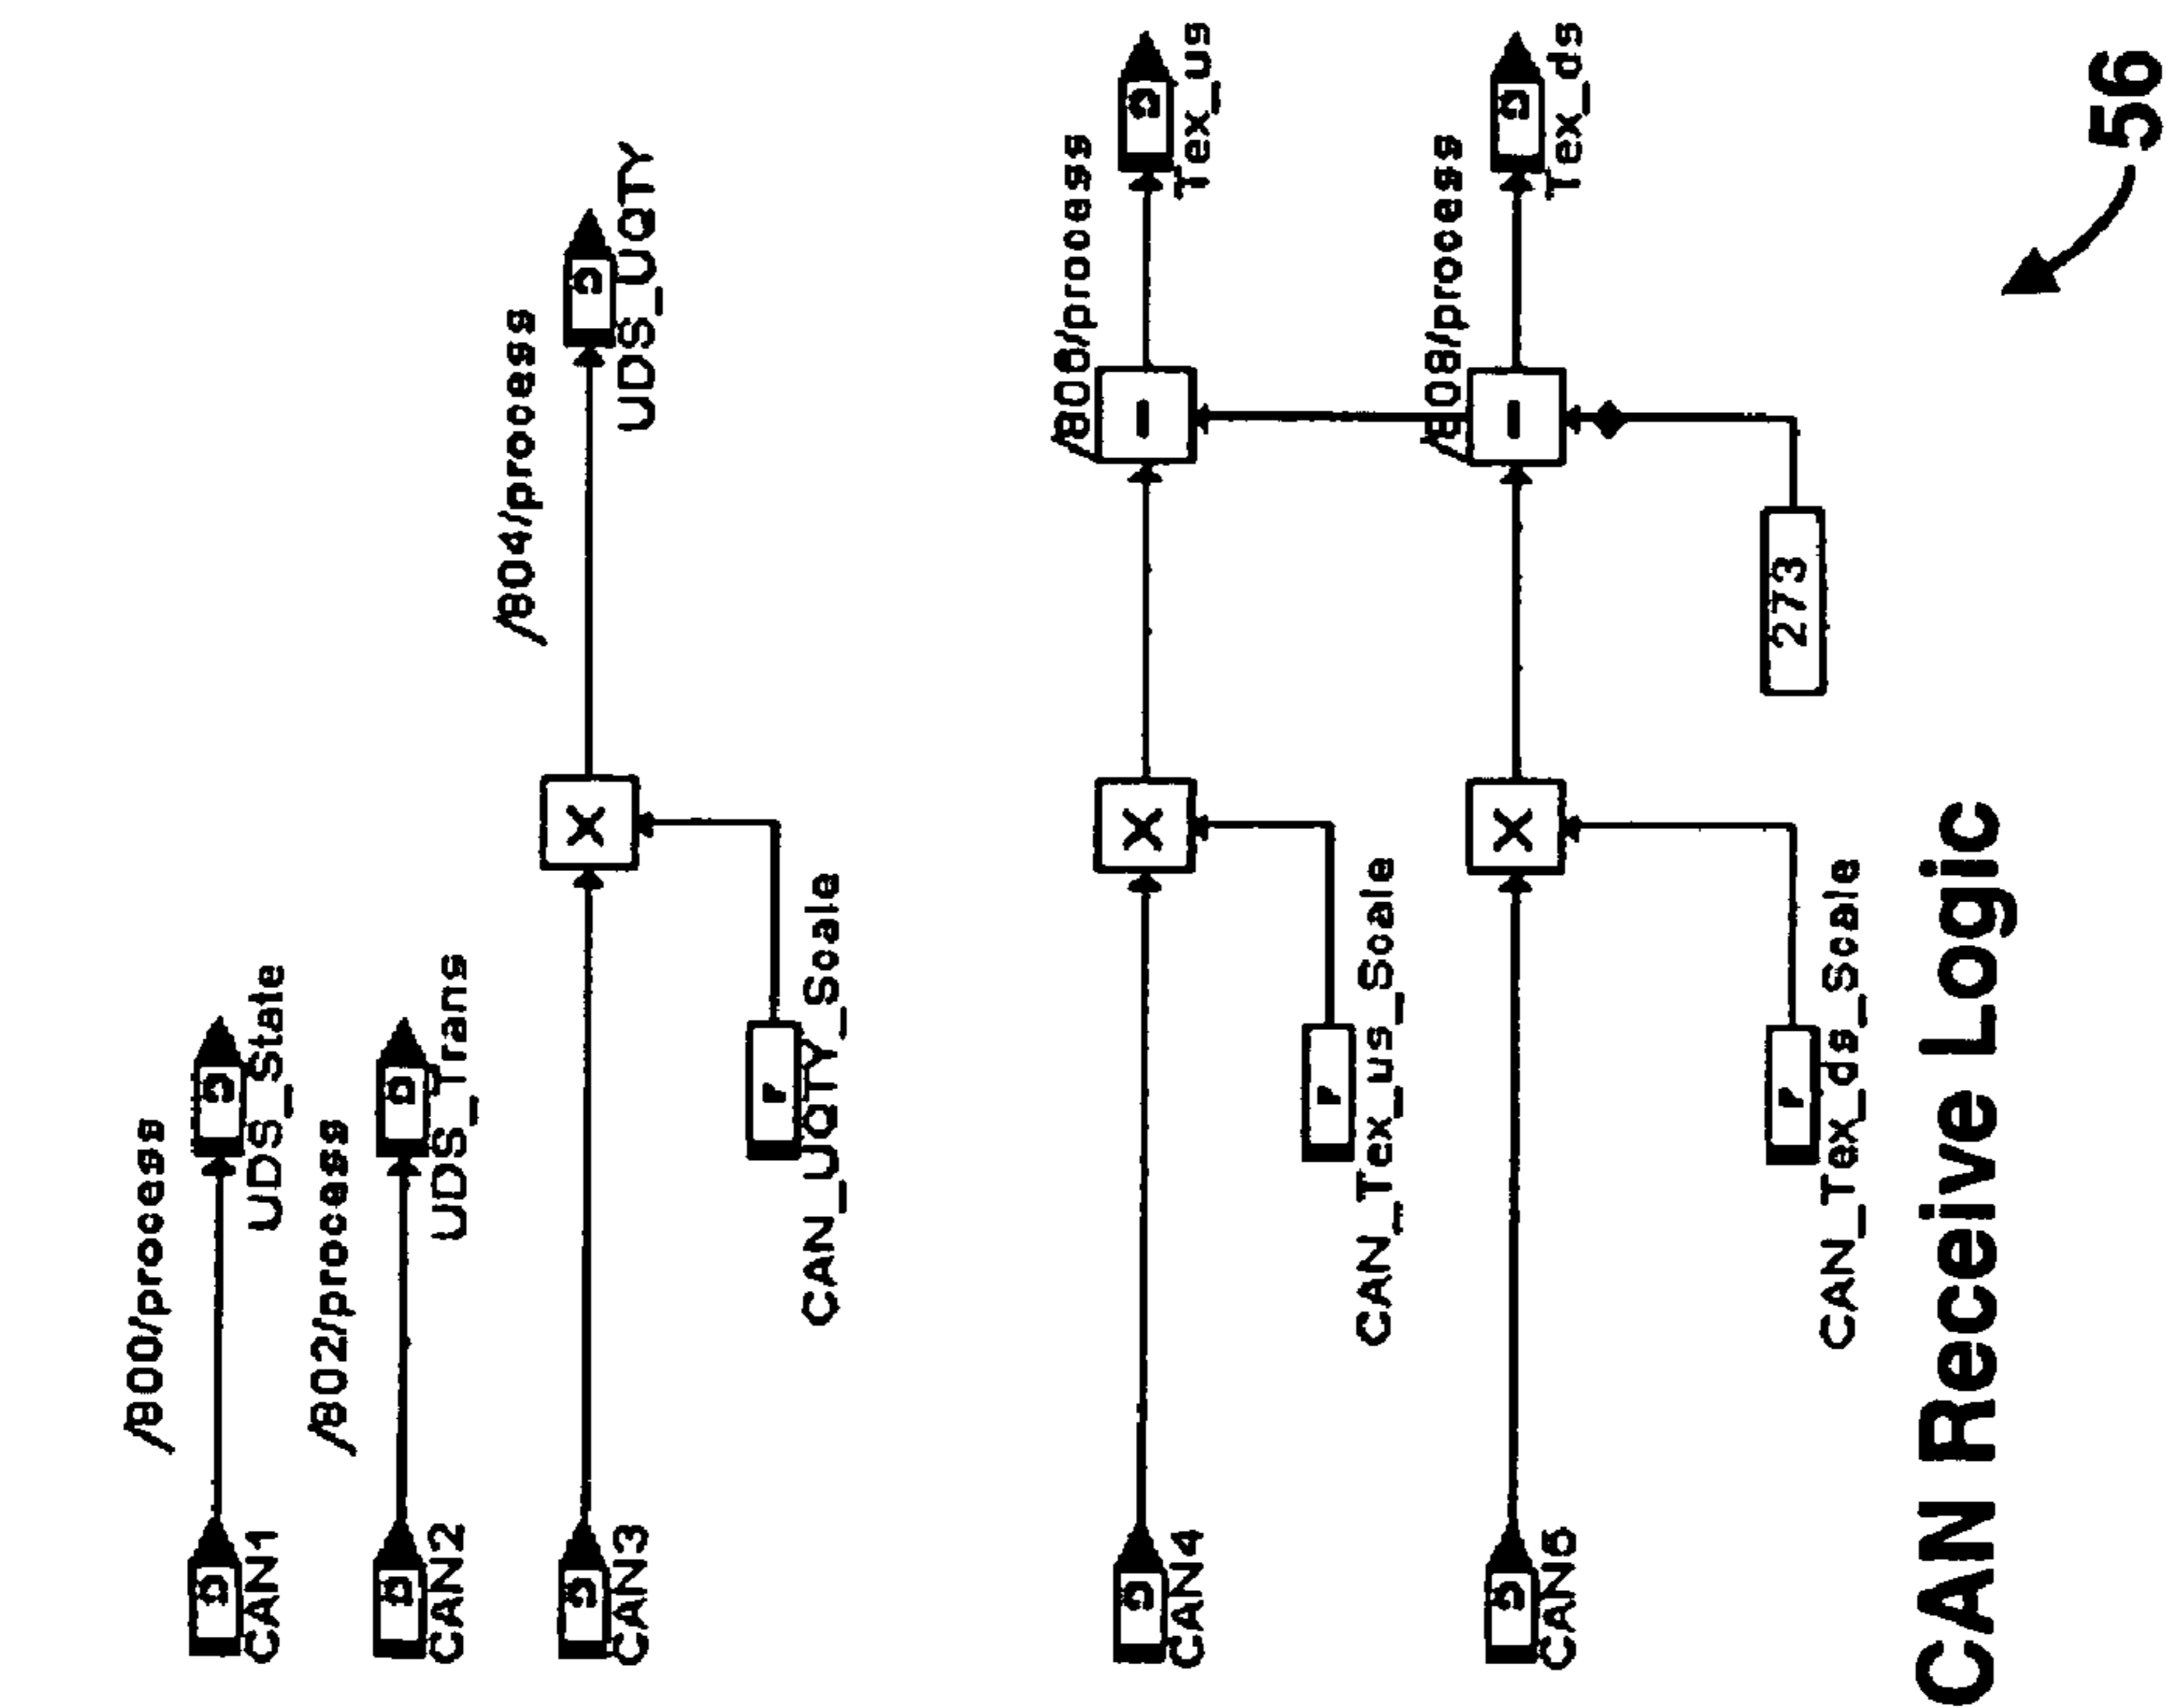 /800/process
UDS_State
CAN1
/802/process
UDS_Trans
CAN2
/804/process
UDS_UQTY
CAN3
X
P
CAN_UQTY_Scale
/806/process
Tex_us
CAN4
X
P
CAN_Tex_us_Scale
/808/process
Tex_ds
CAN6
X
P
CAN_Tex_ds_Scale
273
CAN Receive Logic
56